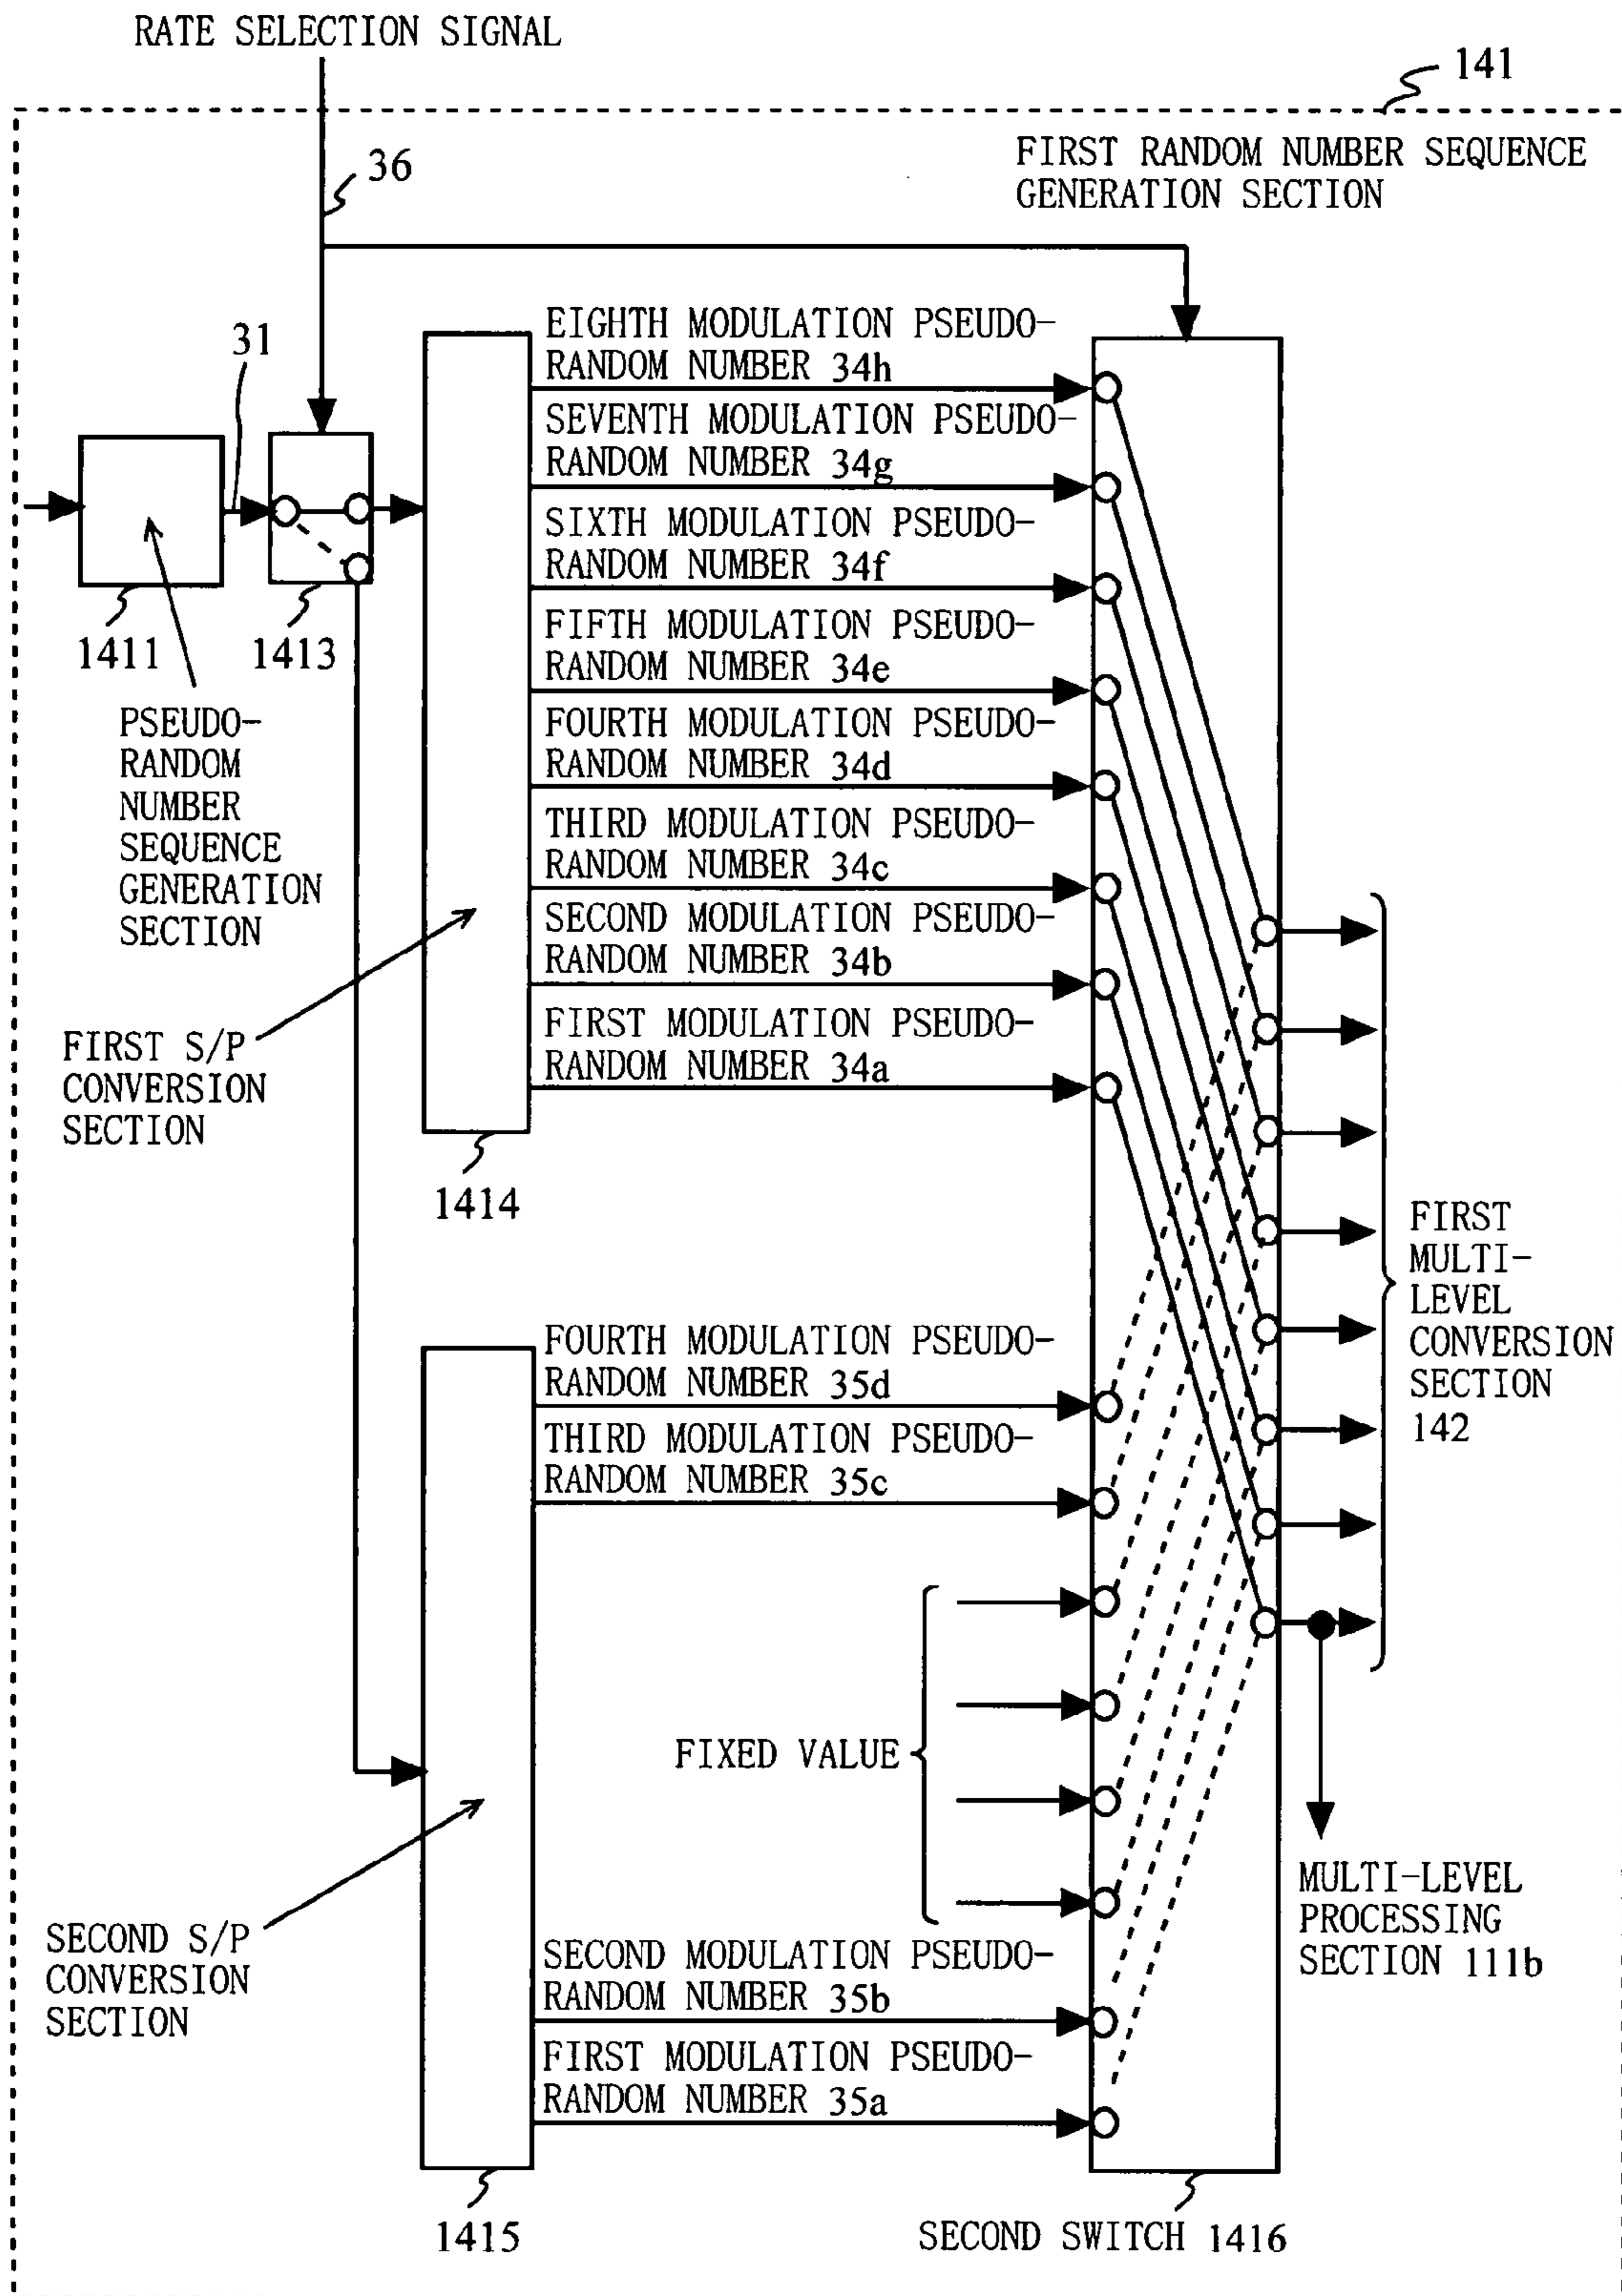 RATE SELECTION SIGNAL
141
FIRST RANDOM NUMBER SEQUENCE
GENERATION SECTION
36
31
1411
1413
PSEUDO-
RANDOM
NUMBER
SEQUENCE
GENERATION
SECTION
EIGHTH MODULATION PSEUDO-
RANDOM NUMBER 34h
SEVENTH MODULATION PSEUDO-
RANDOM NUMBER 34g
SIXTH MODULATION PSEUDO-
RANDOM NUMBER 34f
FIFTH MODULATION PSEUDO-
RANDOM NUMBER 34e
FOURTH MODULATION PSEUDO-
RANDOM NUMBER 34d
THIRD MODULATION PSEUDO-
RANDOM NUMBER 34c
SECOND MODULATION PSEUDO-
RANDOM NUMBER 34b
FIRST MODULATION PSEUDO-
RANDOM NUMBER 34a
FIRST S/P
CONVERSION
SECTION
1414
FIRST
MULTI-
LEVEL
CONVERSION
SECTION
142
FOURTH MODULATION PSEUDO-
RANDOM NUMBER 35d
THIRD MODULATION PSEUDO-
RANDOM NUMBER 35c
FIXED VALUE
SECOND MODULATION PSEUDO-
RANDOM NUMBER 35b
FIRST MODULATION PSEUDO-
RANDOM NUMBER 35a
SECOND S/P
CONVERSION
SECTION
MULTI-LEVEL
PROCESSING
SECTION 111b
1415
SECOND SWITCH 1416